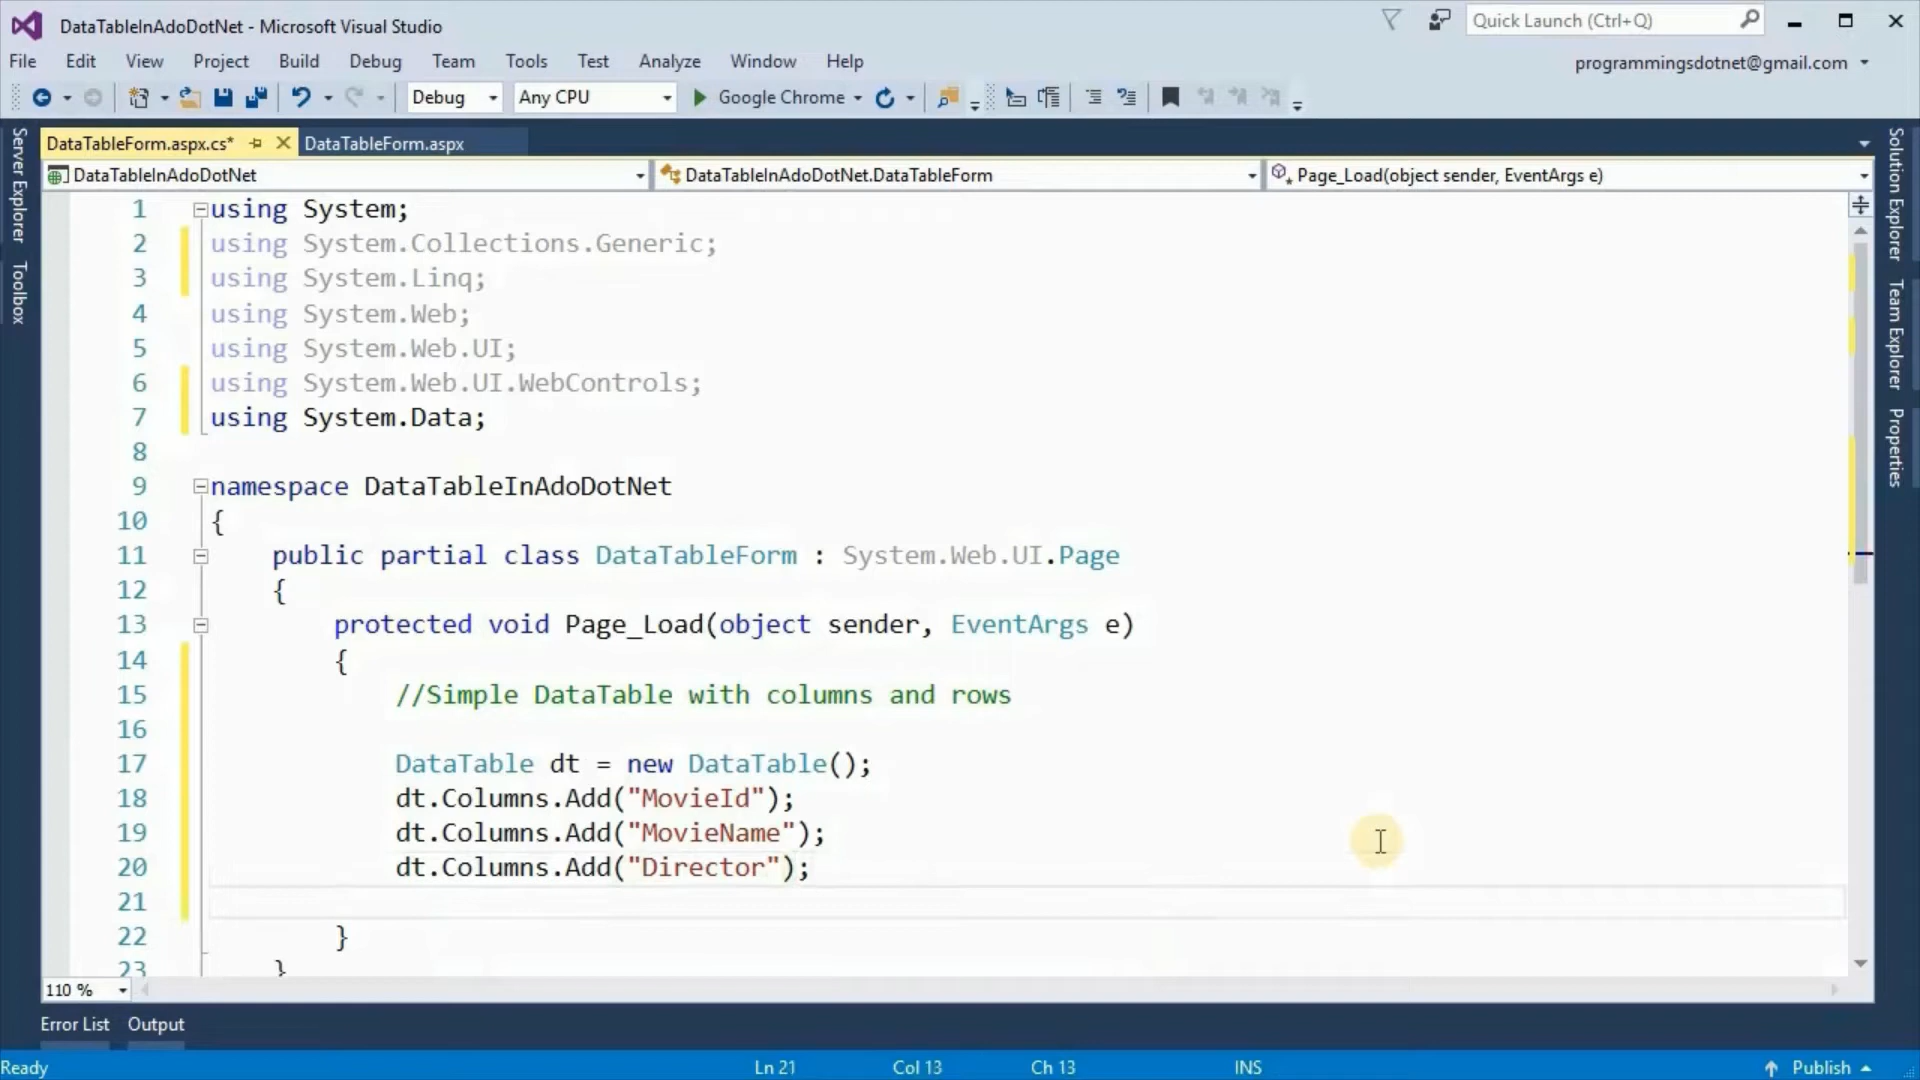 DataTableInAdoDotNet - Microsoft Visual Studio
Quick Launch (Ctrl+Q)
File Edit View Project Build Debug Team Tools Test Analyze Window Help
programmingsdotnet@gmail.com
Debug Any CPU Google Chrome
DataTableForm.aspx.cs* DataTableForm.aspx
DataTableInAdoDotNet DataTableInAdoDotNet.DataTableForm Page_Load(object sender, EventArgs e)
Server Explorer
Toolbox
Solution Explorer
Team Explorer
Properties
1 using System;
2 using System.Collections.Generic;
3 using System.Linq;
4 using System.Web;
5 using System.Web.UI;
6 using System.Web.UI.WebControls;
7 using System.Data;
8
9 namespace DataTableInAdoDotNet
10 {
11 public partial class DataTableForm : System.Web.UI.Page
12 {
13 protected void Page_Load(object sender, EventArgs e)
14 {
15 //Simple DataTable with columns and rows
16
17 DataTable dt = new DataTable();
18 dt.Columns.Add("MovieId");
19 dt.Columns.Add("MovieName");
20 dt.Columns.Add("Director");
21
22 }
23 }
110 %
Error List Output
Ready Ln 21 Col 13 Ch 13 INS Publish